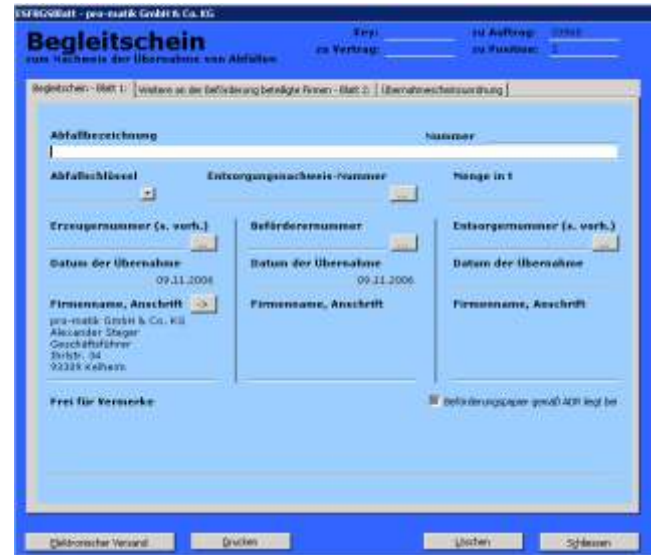 Blatt - pro-matik GmbH & Co. KG
Begleitschein
zum Nachweis der Übernahme von Abfällen
Key:
zu Auftrag:
zu Vertrag:
zu Position: 1
Begleitschein - Blatt 1: Weitere an der Beförderung beteiligte Firmen - Blatt 2: Übernahmescheinsuordnung
Abfallbezeichnung
Nummer
Abfallschlüssel
Entsorgungsnachweis-Nummer
Menge in t
Erzeugernummer (s. vorh.)
Beförderernummer
Entsorgernummer (s. vorh.)
Datum der Übernahme
Datum der Übernahme
Datum der Übernahme
09.11.2006
09.11.2006
Firmenname, Anschrift ->
Firmenname, Anschrift
Firmenname, Anschrift
pro-matik GmbH & Co. KG
Alexander Steger
Geschäftsführer
93309 Kelheim
Frei für Vermerke
Beförderungspapier gemäß ADR liegt bei
Elektronischer Versand
Drucken
Löschen
Schliessen